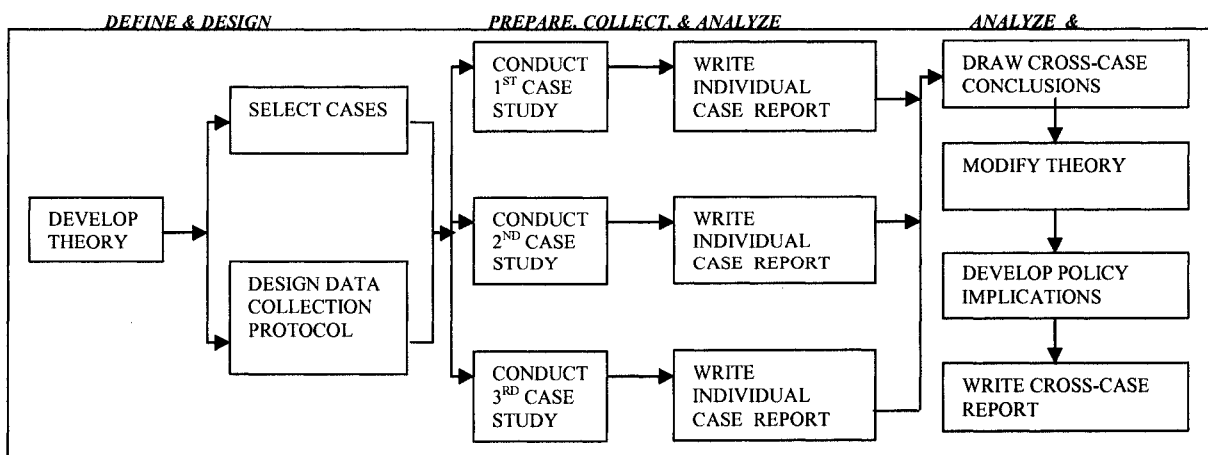 DEFINE & DESIGN
PREPARE, COLLECT, & ANALYZE
ANALYZE &
DEVELOP
THEORY
SELECT CASES
DESIGN DATA
COLLECTION
PROTOCOL
CONDUCT
1ST CASE
STUDY
WRITE
INDIVIDUAL
CASE REPORT
CONDUCT
2ND CASE
STUDY
WRITE
INDIVIDUAL
CASE REPORT
CONDUCT
3RD CASE
STUDY
WRITE
INDIVIDUAL
CASE REPORT
DRAW CROSS-CASE
CONCLUSIONS
MODIFY THEORY
DEVELOP POLICY
IMPLICATIONS
WRITE CROSS-CASE
REPORT